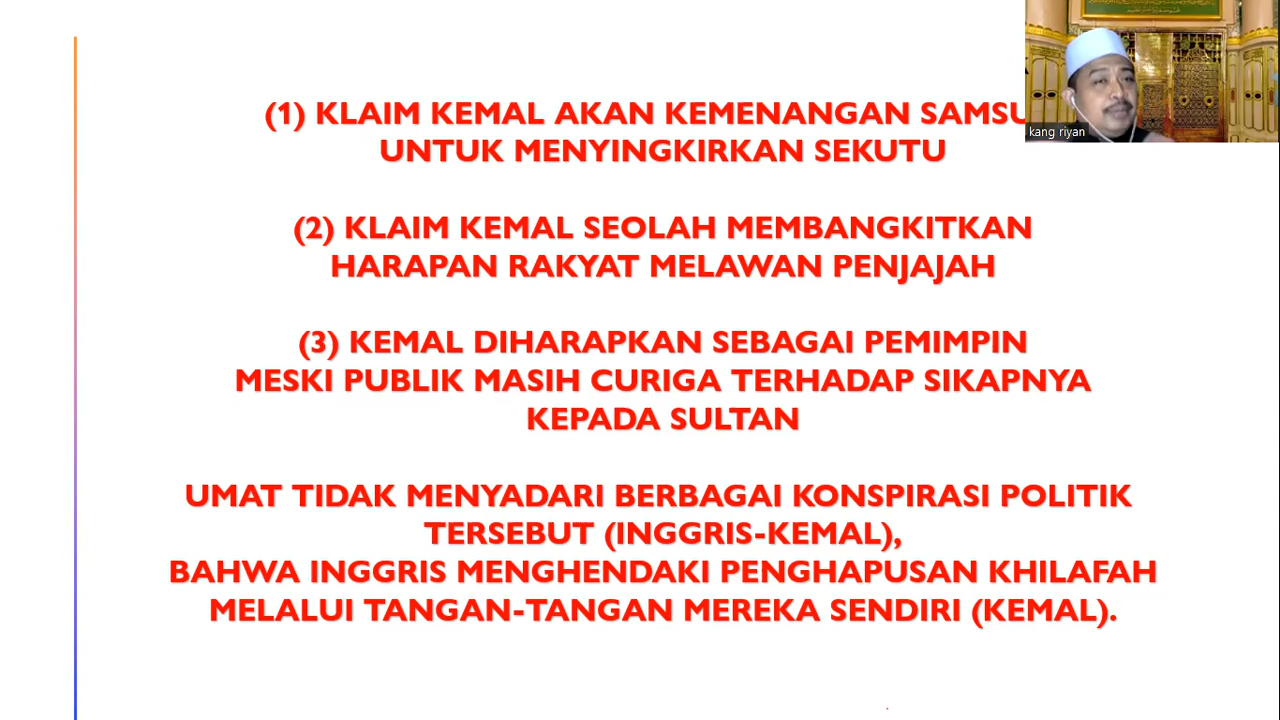 (1) KLAIM KEMAL AKAN KEMENANGAN
UNTUK MENYINGKIRKAN SEKUTU
(2) KLAIM KEMAL SEOLAH MEMBANGKITKAN
HARAPAN RAKYAT MELAWAN PENJAJAH
(3) KEMAL DIHARAPKAN SEBAGAI PEMIMPIN
MESKI PUBLIK MASIH CURIGA TERHADAP SIKAPNYA
KEPADA SULTAN
UMAT TIDAK MENYADARI BERBAGAI KONSPIRASI POLITIK
TERSEBUT (INGGRIS-KEMAL),
BAHWA INGGRIS MENGHENDAKI PENGHAPUSAN KHILAFAH
MELALUI TANGAN-TANGAN MEREKA SENDIRI (KEMAL).
kang riyan